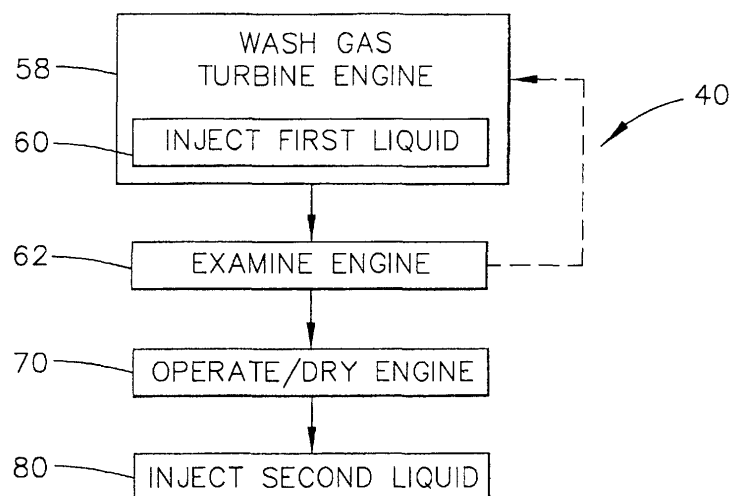 WASH GAS
TURBINE ENGINE
58
40
60
INJECT FIRST LIQUID
62
EXAMINE ENGINE
70
OPERATE/DRY ENGINE
80
INJECT SECOND LIQUID